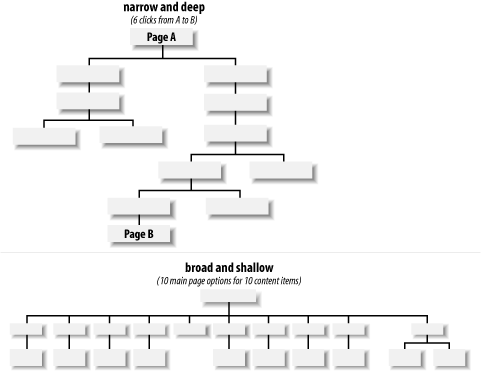 narrow and deep
(6 clicks from A to B)
Page A
Page B
broad and shallow
(10 main page options for 10 content items)